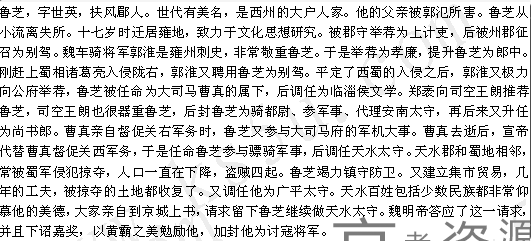 鲁芝，字世英，扶风郿人。世代有美名，是西州的大户人家。他的父亲被郭汜所害。鲁芝从
小流离失所。十七岁时迁居雍地，致力于文化思想研究。被郡守举荐为上计吏，后被州郡征
召为别驾。魏车骑将军郭淮是雍州刺史，非常敬重鲁芝。于是举荐为孝廉，提升鲁芝为郎中。
刚赶上蜀相诸葛亮入侵陇右，郭淮又聘用鲁芝为别驾。平定了西蜀的入侵之后，郭淮又极力
向公府举荐，鲁芝被任命为大司马曹真的属下，后调任为临淄侯文学。郑袤向司空王朗推荐
鲁芝，司空王朗也很器重鲁芝，后封鲁芝为骑都尉、参军事，代理安南太守，再后来又升任
为尚书郎。曹真亲自督促关右军务时，鲁芝又参与大司马府的军机大事。曹真去逝后，宣帝
代替曹真督促关西军务，于是任命鲁芝参与骠骑军事，后调任天水太守。天水郡和蜀地相邻，
常被蜀军侵犯掠夺，人口一直在下降，盗贼四起。鲁芝竭力镇守防卫。又建立集市贸易，几
年的工夫，被掠夺的土地都收复了。又调任他为广平太守。天水百姓包括少数民族都非常仰
慕他的美德，大家亲自到京城上书，请求留下鲁芝继续做天水太守。魏明帝答应了这一请求，
并且下诏嘉奖，以黄霸之美勉励他，加封他为讨寇将军。